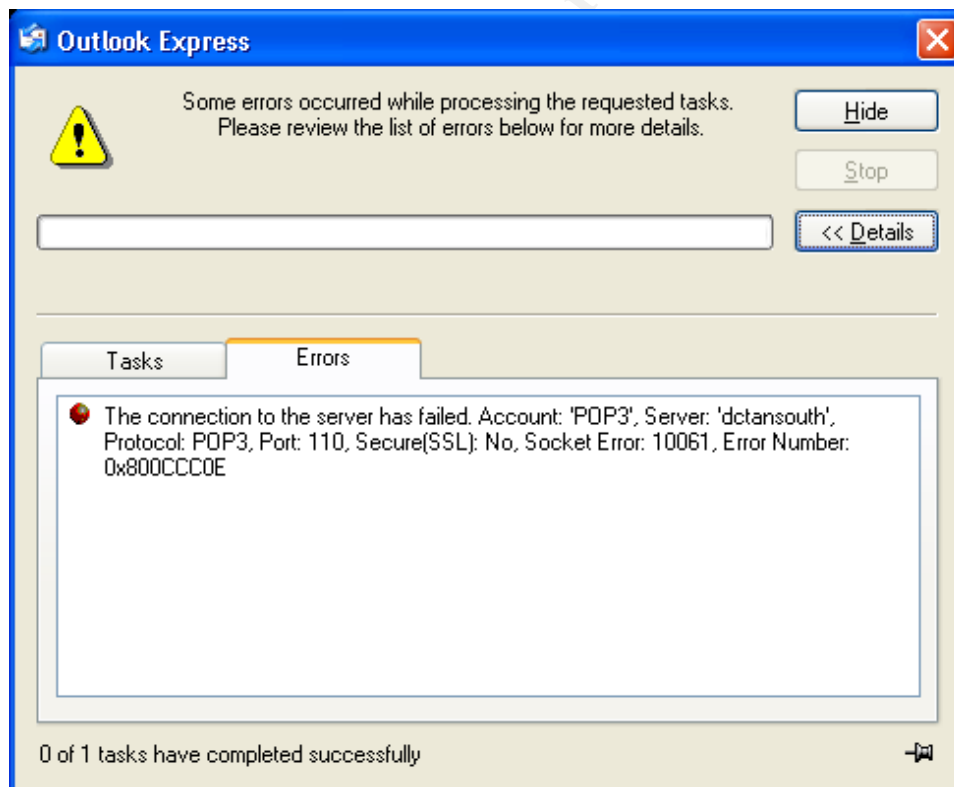 Outlook Express
Some errors occurred while processing the requested tasks.
Please review the list of errors below for more details.
Hide
Stop
<< Details
Tasks
Errors
The connection to the server has failed. Account: 'POP3', Server: 'dctansouth',
Protocol: POP3, Port: 110, Secure(SSL): No, Socket Error: 10061, Error Number:
0x800CCC0E
0 of 1 tasks have completed successfully